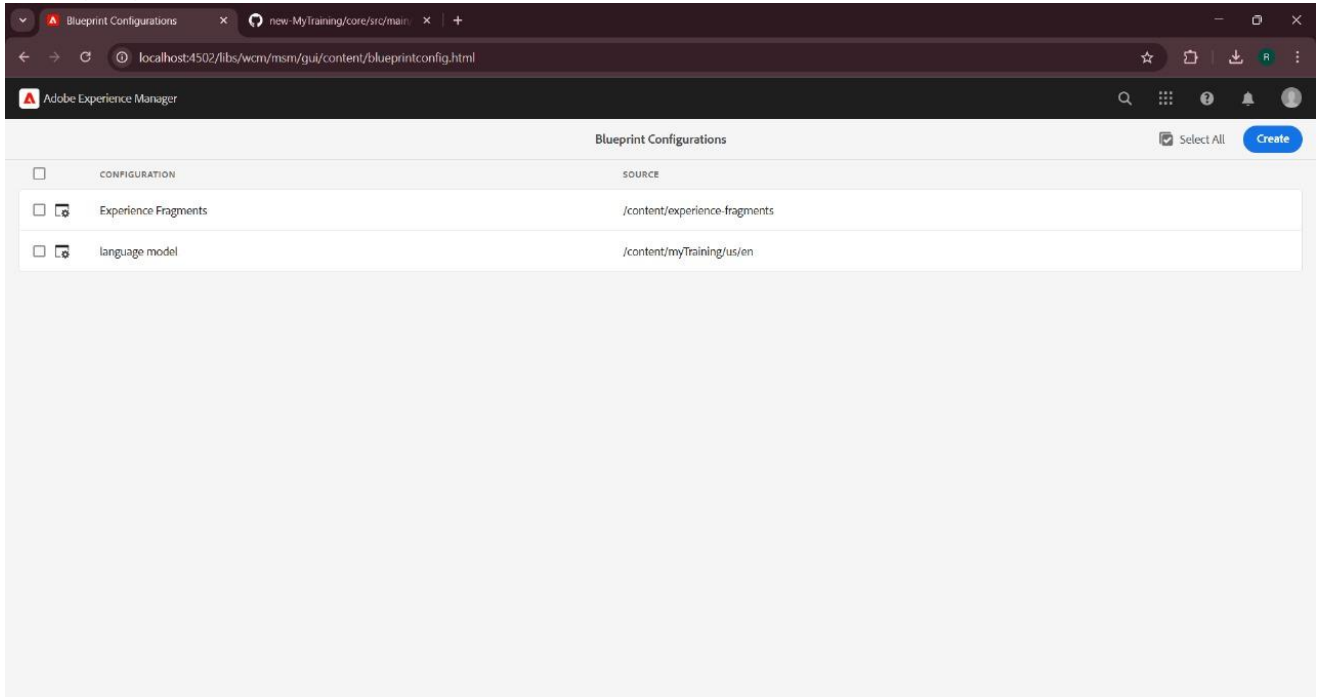 Blueprint Configurations
new-MyTraining/core/src/main/
localhost:4502/libs/wcm/msm/gui/content/blueprintconfig.html
R
Adobe Experience Manager
Blueprint Configurations
Select All
Create
CONFIGURATION
SOURCE
Experience Fragments
/content/experience-fragments
language model
/content/myTraining/us/en